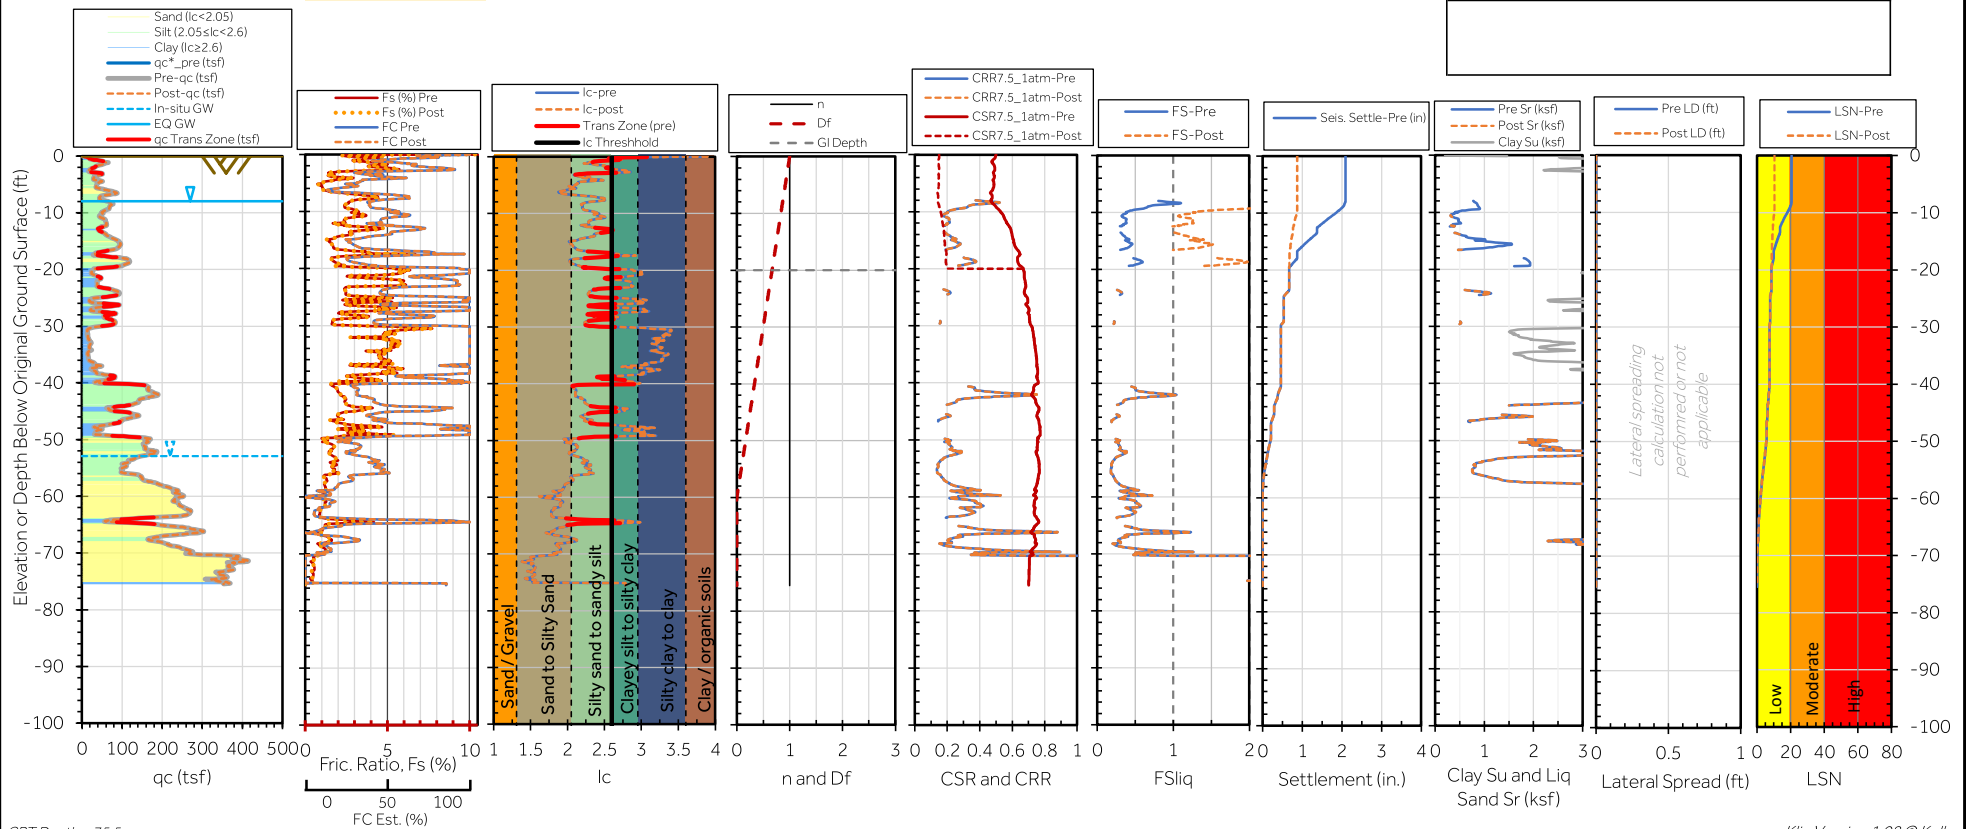 Sand (Ic<2.05)
Silt (2.05≤Ic<2.6)
Clay (Ic≥2.6)
qc*_pre (tsf)
Pre-qc (tsf)
Post-qc (tsf)
In-situ GW
EQ GW
qc Trans Zone (tsf)
Fs (%) Pre
Fs (%) Post
FC Pre
FC Post
Ic-pre
Ic-post
Trans Zone (pre)
Ic Threshhold
n
Df
GI Depth
CRR7.5_1atm-Pre
CRR7.5_1atm-Post
CSR7.5_1atm-Pre
CSR7.5_1atm-Post
FS-Pre
FS-Post
Seis. Settle-Pre (in)
Pre Sr (ksf)
Post Sr (ksf)
Clay Su (ksf)
Pre LD (ft)
Post LD (ft)
LSN-Pre
LSN-Post
Elevation or Depth Below Original Ground Surface (ft)
0
-10
-20
-30
-40
-50
-60
-70
-80
-90
-100
0 100 200 300 400 500
qc (tsf)
0 5 10
Fric. Ratio, Fs (%)
0 50 100
FC Est. (%)
Sand / Gravel
Sand to Silty Sand
Silty sand to sandy silt
Clayey silt to silty clay
Silty clay to clay
Clay / organic soils
1 1.5 2 2.5 3 3.5 4
Ic
0 1 2 3
n and Df
0 0.2 0.4 0.6 0.8 1
CSR and CRR
0 1 2
FSliq
0 1 2 3 4
Settlement (in.)
0 1 2 3
Clay Su and Liq
Sand Sr (ksf)
Lateral spreading
calculation not
performed or not
applicable
0 0.5 1
Lateral Spread (ft)
Low
Moderate
High
0 20 40 60 80
LSN
0
-10
-20
-30
-40
-50
-60
-70
-80
-90
-100